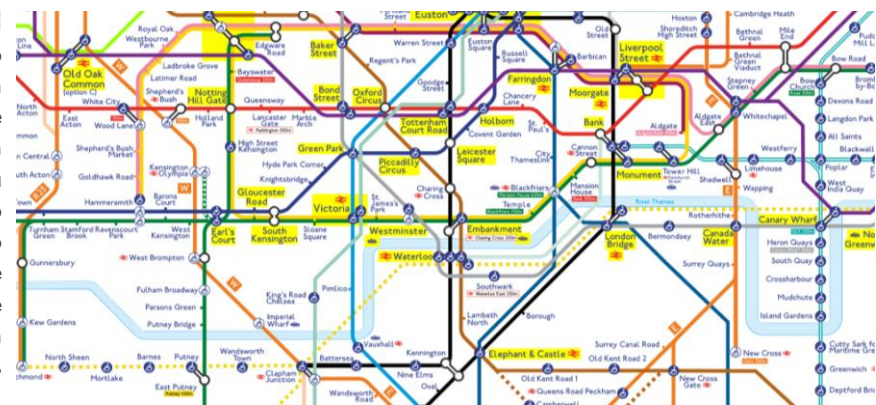 Euston
Royal Oak
Westbourne
Park
Edgware
Road
Baker
Street
Street
Warren Street
Euston
Square
Old
Street
Hoxton
Shoreditch
High Street
Cambridge Heath
Mile
End
Bethnal
Green
Bow Road
Old Oak
Common
(option C)
Ladbroke Grove
Latimer Road
Bayswater
Regent's Park
Russell
Square
Barbican
Liverpool
Street
Bethnal
Green
Viaduct
Stepney
Green
Bow
Church
White City
Shepherd's
Bush
Notting
Hill Gate
Queensway
Bond
Street
Oxford
Circus
Goodge
Street
Farringdon
Chancery
Lane
Moorgate
North
Acton
East
Acton
Wood Lane
Holland
Park
Lancaster
Gate
Marble
Arch
Tottenham
Court Road
Holborn
St.
Paul's
Bank
Aldgate
Aldgate
East
Whitechapel
Devons Road
Langdon Park
Shepherd's Bush
Market
High Street
Kensington
Green Park
Covent Garden
Leicester
Square
City
Thameslink
Cannon
Street
All Saints
Kensington
Olympia
Goldhawk Road
Hyde Park Corner
Knightsbridge
Piccadilly
Circus
Monument
Tower Hill
Shadwell
Westferry
Limehouse
Poplar
Blackwall
Hammersmith
Barons
Court
Gloucester
Road
Victoria
St.
James's
Park
Charing
Cross
Blackfriars
Temple
Mansion
House
River Thames
Wapping
West
India Quay
Turnham
Green
Stamford
Brook
Ravenscourt
Park
West
Kensington
Earl's
Court
South
Kensington
Sloane
Square
Westminster
Embankment
Rotherhithe
Canary Wharf
Gunnersbury
West Brompton
Waterloo
London
Bridge
Bermondsey
Canada
Water
Heron Quays
South Quay
Fulham Broadway
Southwark
Surrey Quays
Crossharbour
Parsons Green
King's Road
Chelsea
Pimlico
Mudchute
Kew Gardens
Putney Bridge
Imperial
Wharf
Lambeth
North
Borough
Island Gardens
Vauxhall
Surrey Canal Road
New Cross
Cutty Sark
North Sheen
Barnes
Putney
Wandsworth
Town
Battersea
Kennington
Elephant & Castle
Old Kent Road 2
Mortlake
East Putney
Clapham
Junction
Nine Elms
Oval
Old Kent Road 1
New Cross
Gate
Greenwich
Wandsworth
Road
Queens Road Peckham
Camberwell
Deptford